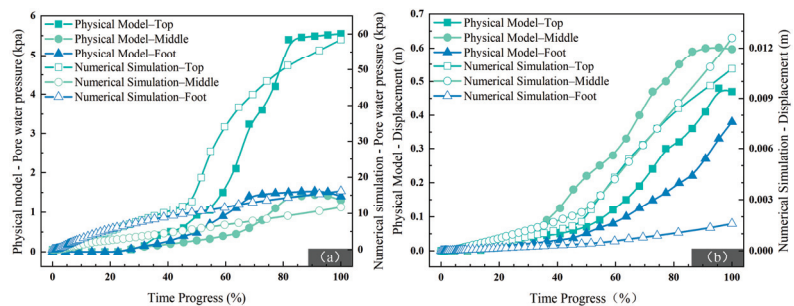 Physical model - Pore water pressure (kpa)
6
5
4
3
2
1
0
Physical Model–Top
Physical Model–Middle
Physical Model–Foot
Numerical Simulation–Top
Numerical Simulation–Middle
Numerical Simulation–Foot
60
50
40
30
20
10
0
Numerical Simulation - Pore water pressure (kpa)
0 20 40 60 80 100
Time Progress (%)
(a)
Physical Model - Displacement (m)
0.7
0.6
0.5
0.4
0.3
0.2
0.1
0.0
Physical Model–Top
Physical Model–Middle
Physical Model–Foot
Numerical Simulation–Top
Numerical Simulation–Middle
Numerical Simulation–Foot
0.012
0.009
0.006
0.003
0.000
Numerical Simulation - Displacement (m)
0 20 40 60 80 100
Time Progress（%）
(b)